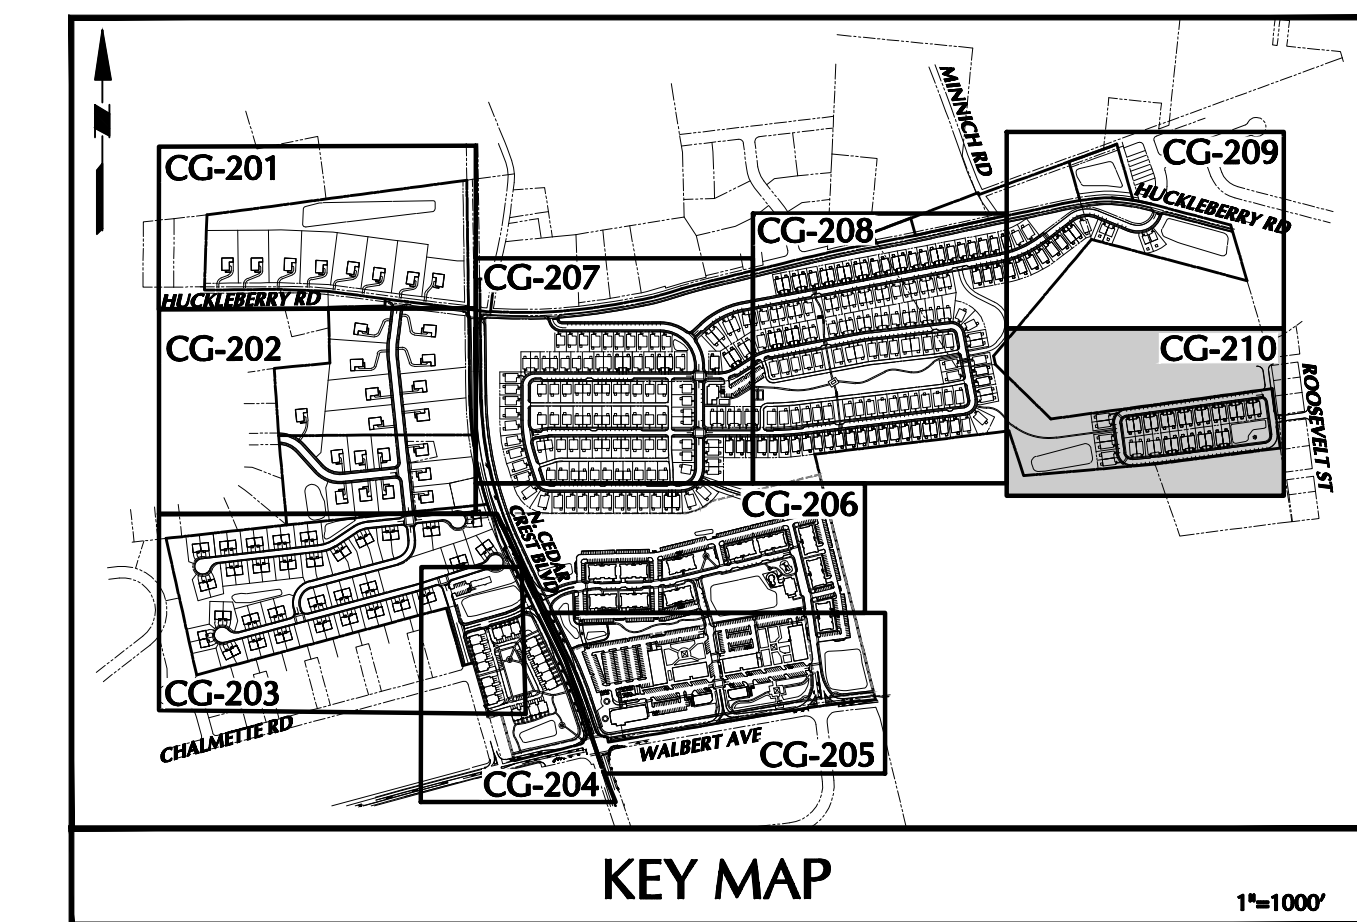 MINNICH RD
CG-201
CG-209
HUCKLEBERRY RD
CG-208
CG-207
HUCKLEBERRY RD
CG-202
CG-210
ROOSEVELT ST
CG-206
N. CEDAR
CREST BLVD
CG-203
CHALMETTE RD
WALBERT AVE
CG-205
CG-204
KEY MAP
1"=1000'